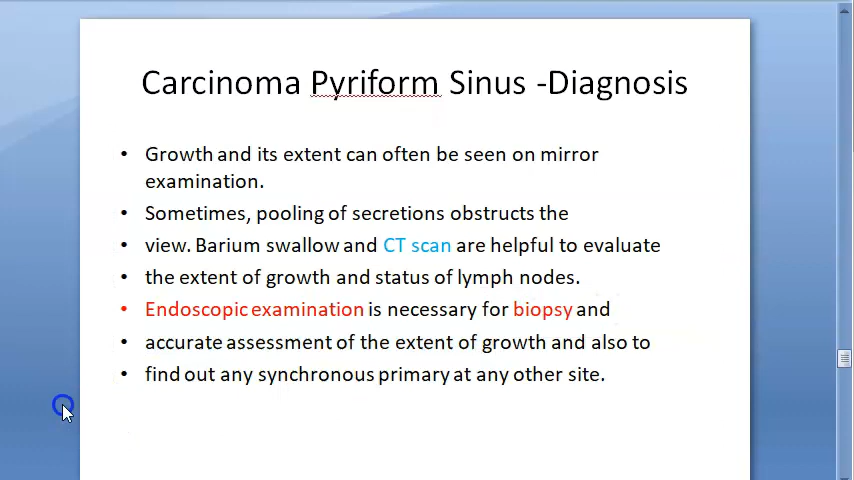 Carcinoma Pyriform Sinus -Diagnosis
• Growth and its extent can often be seen on mirror
examination.
• Sometimes, pooling of secretions obstructs the
• view. Barium swallow and CT scan are helpful to evaluate
• the extent of growth and status of lymph nodes.
• Endoscopic examination is necessary for biopsy and
• accurate assessment of the extent of growth and also to
• find out any synchronous primary at any other site.